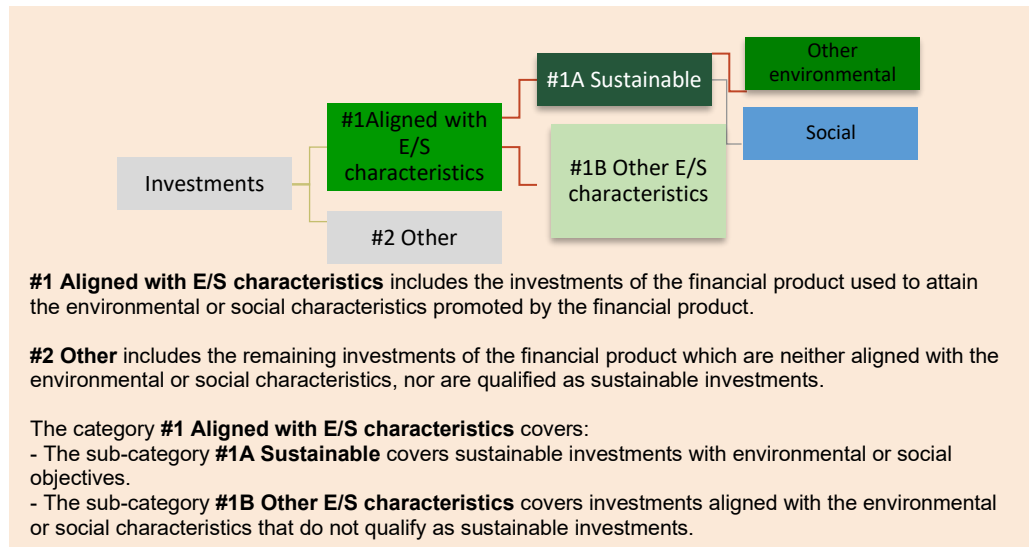 Other
environmental
#1A Sustainable
#1Aligned with
E/S
characteristics
Social
#1B Other E/S
characteristics
Investments
#2 Other
#1 Aligned with E/S characteristics includes the investments of the financial product used to attain
the environmental or social characteristics promoted by the financial product.
#2 Other includes the remaining investments of the financial product which are neither aligned with the
environmental or social characteristics, nor are qualified as sustainable investments.
The category #1 Aligned with E/S characteristics covers:
- The sub-category #1A Sustainable covers sustainable investments with environmental or social
objectives.
- The sub-category #1B Other E/S characteristics covers investments aligned with the environmental
or social characteristics that do not qualify as sustainable investments.